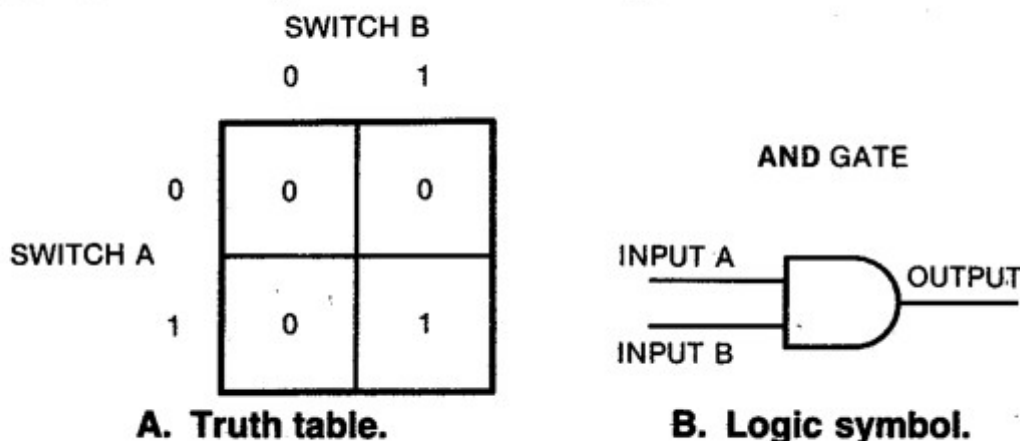 SWITCH B
0 1
0 0 0
SWITCH A
1 0 1
A. Truth table.
AND GATE
INPUT A
OUTPUT
INPUT B
B. Logic symbol.